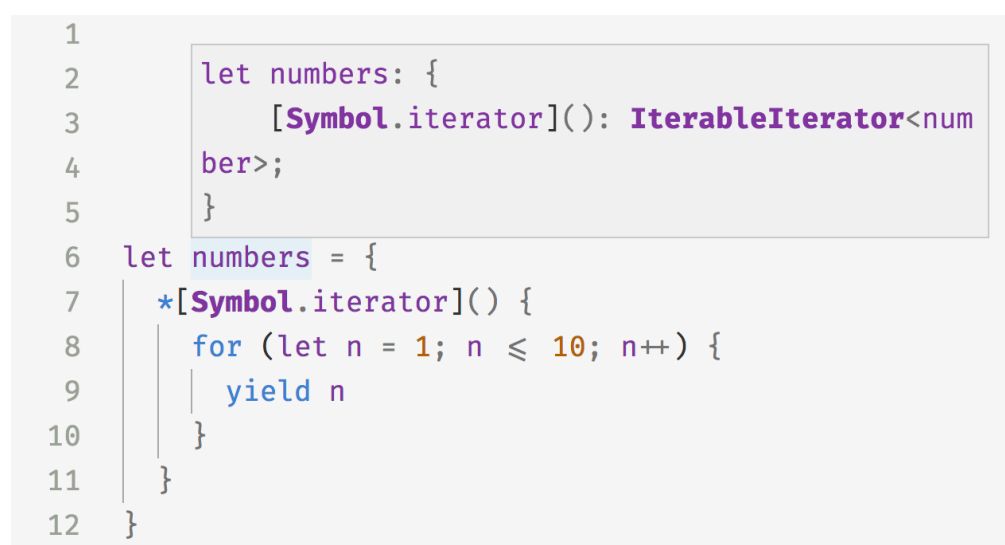 1
2 let numbers: {
3 [Symbol.iterator](): IterableIterator<num
4 ber>;
5 }
6 let numbers = {
7 *[Symbol.iterator]() {
8 for (let n = 1; n ⩽ 10; n++) {
9 yield n
10 }
11 }
12 }